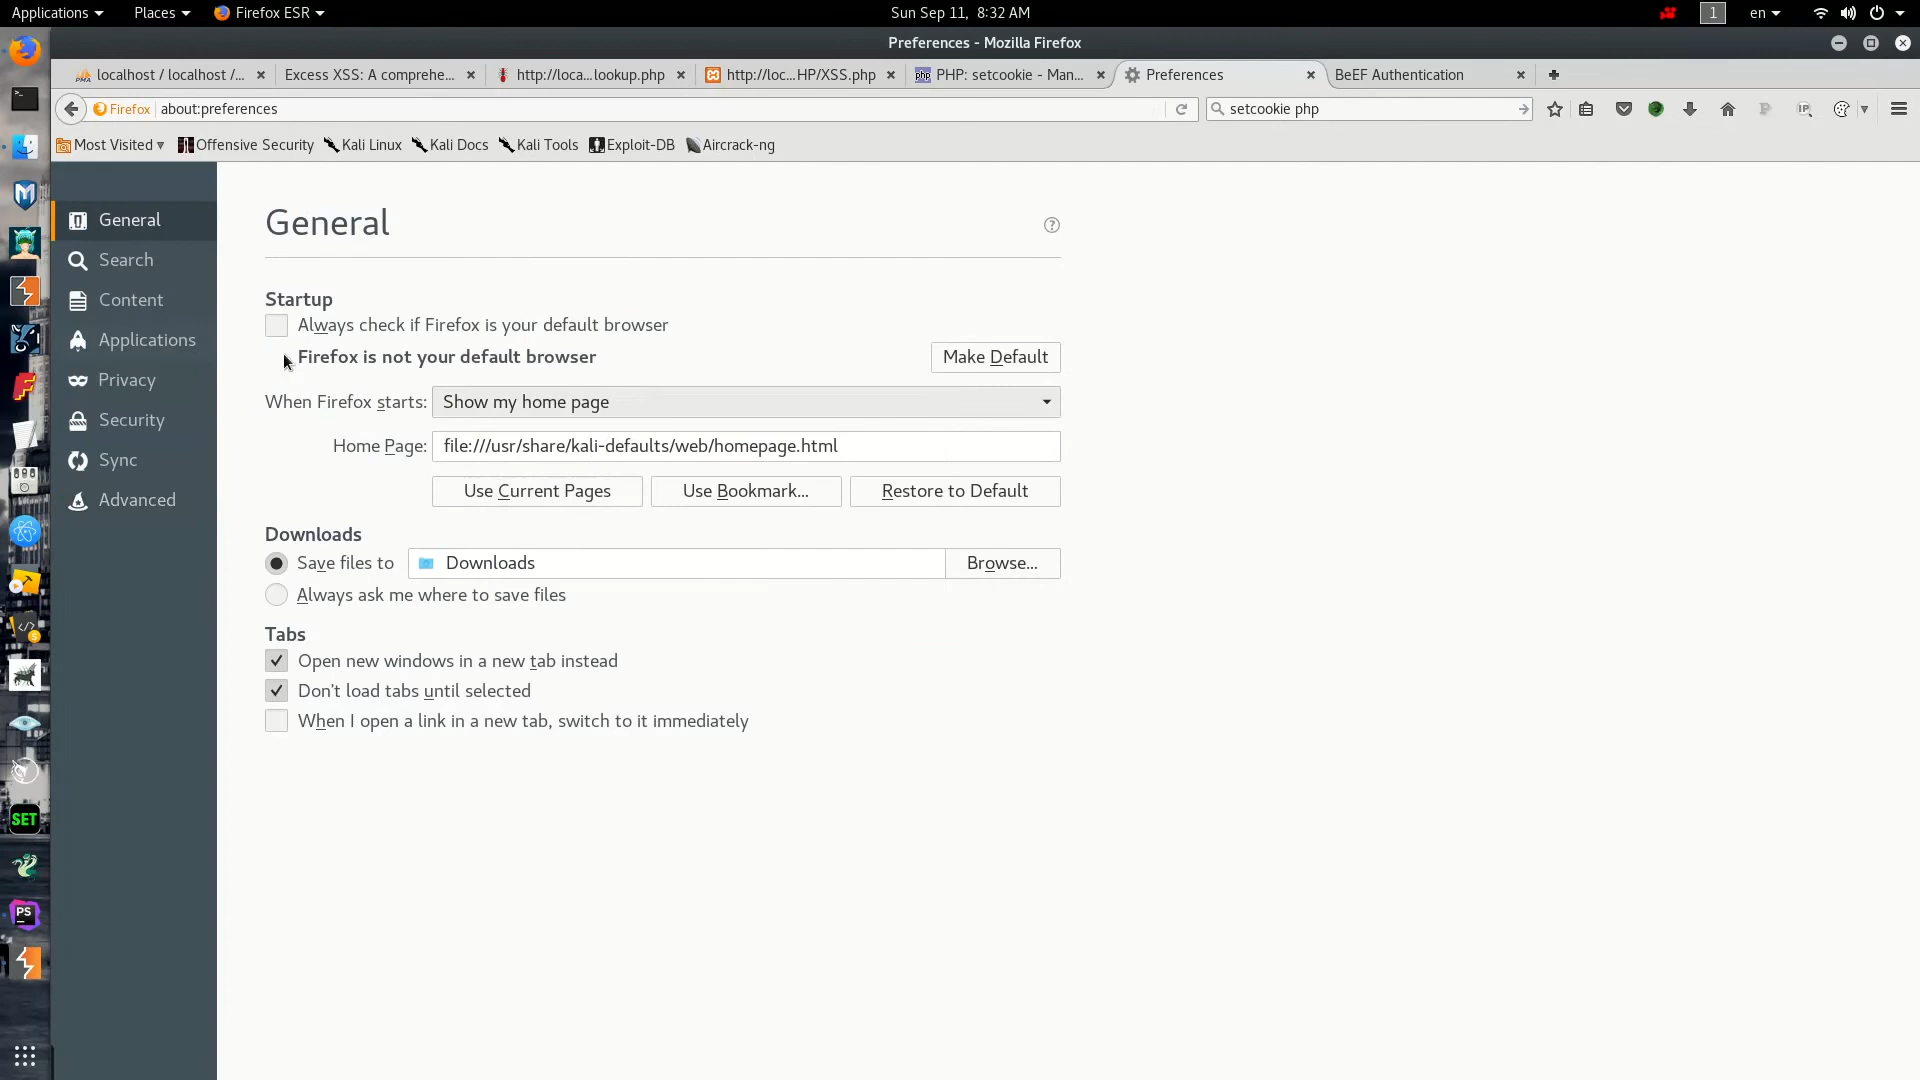 Applications Places Firefox ESR Sun Sep 11, 8:32 AM 1 en
Preferences - Mozilla Firefox
localhost / localhost /... Excess XSS: A comprehe... http://loca...lookup.php http://loc...HP/XSS.php PHP: setcookie - Man... Preferences BeEF Authentication
Firefox about:preferences setcookie php
Most Visited Offensive Security Kali Linux Kali Docs Kali Tools Exploit-DB Aircrack-ng
General
Search
Content
Applications
Privacy
Security
Sync
Advanced
General
Startup
Always check if Firefox is your default browser
Firefox is not your default browser Make Default
When Firefox starts: Show my home page
Home Page: file:///usr/share/kali-defaults/web/homepage.html
Use Current Pages Use Bookmark... Restore to Default
Downloads
Save files to Downloads Browse...
Always ask me where to save files
Tabs
Open new windows in a new tab instead
Don't load tabs until selected
When I open a link in a new tab, switch to it immediately
SET
PS